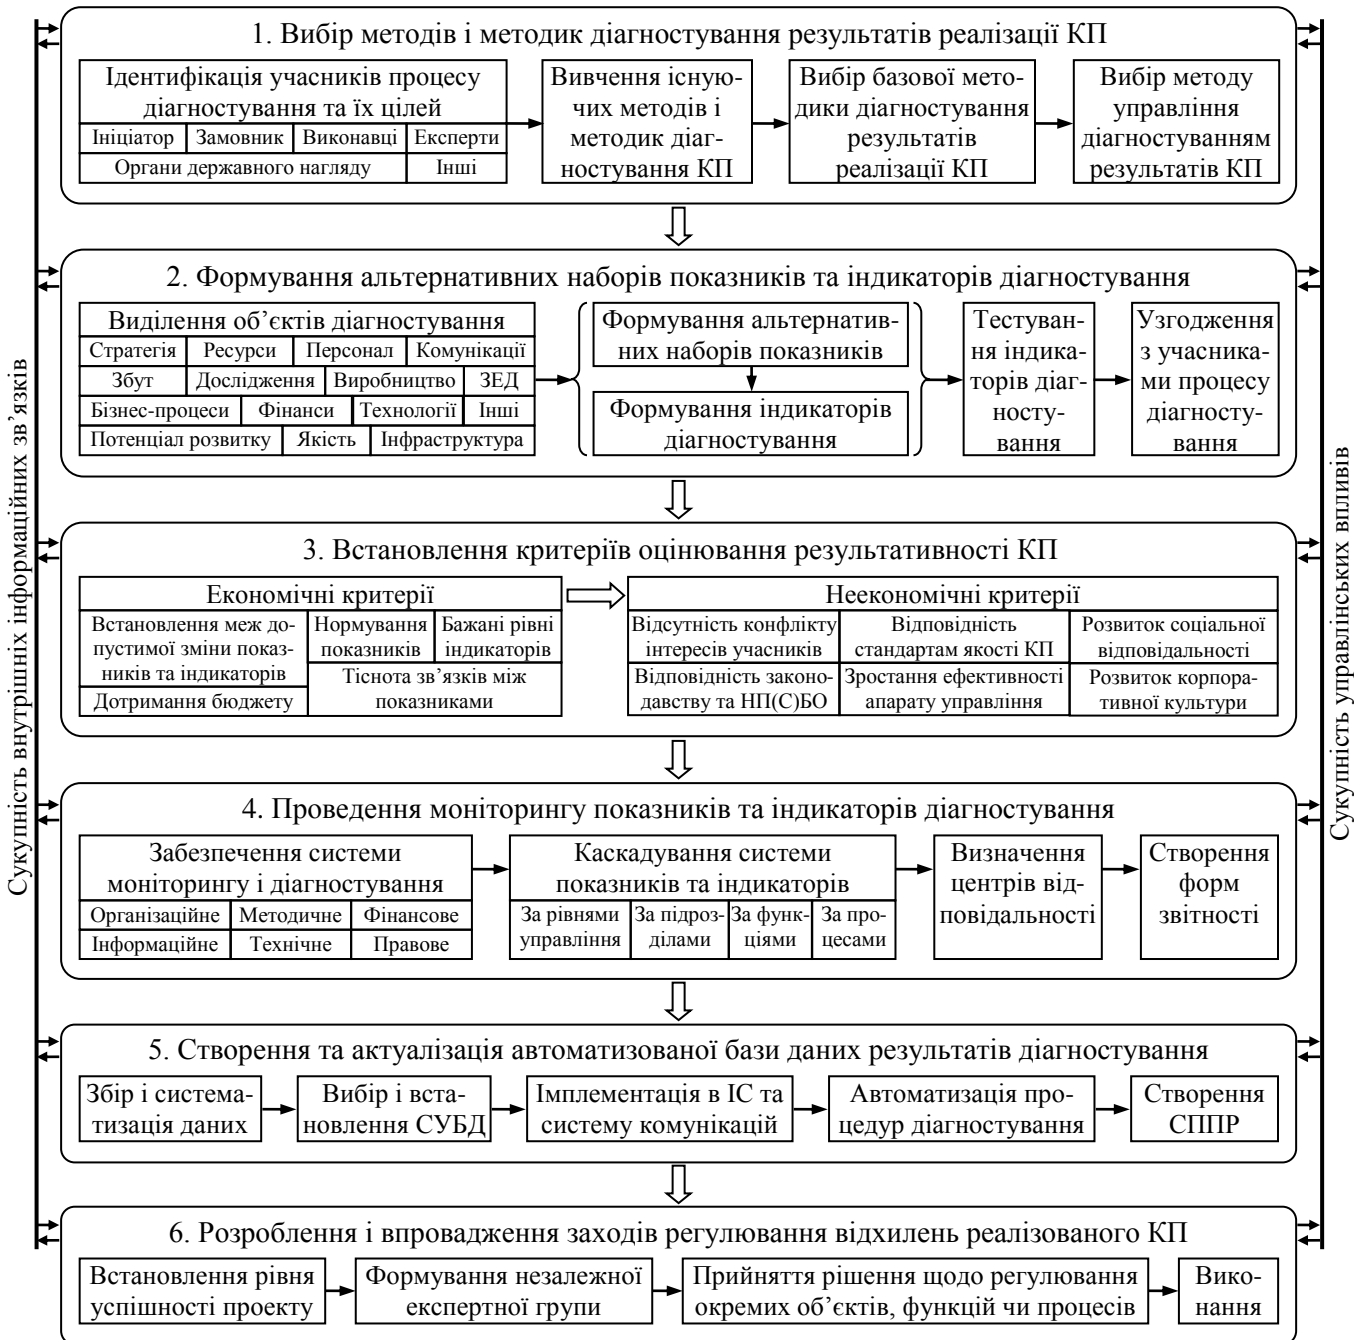 Сукупність внутрішніх інформаційних зв’язків
1. Вибір методів і методик діагностування результатів реалізації КП
Ідентифікація учасників процесу
діагностування та їх цілей
Ініціатор
Замовник
Виконавці
Експерти
Органи державного нагляду
Інші
Вивчення існую-
чих методів і
методик діаг-
ностування КП
Вибір базової мето-
дики діагностування
результатів
реалізації КП
Вибір методу
управління
діагностуванням
результатів КП
2. Формування альтернативних наборів показників та індикаторів діагностування
Виділення об’єктів діагностування
Стратегія
Ресурси
Персонал
Комунікації
Збут
Дослідження
Виробництво
ЗЕД
Бізнес-процеси
Фінанси
Технології
Інші
Потенціал розвитку
Якість
Інфраструктура
Формування альтернатив-
них наборів показників
Формування індикаторів
діагностування
Тестуван-
ня індика-
торів діаг-
носту-
вання
Узгодження
з учасника-
ми процесу
діагносту-
вання
3. Встановлення критеріїв оцінювання результативності КП
Економічні критерії
Встановлення меж до-
пустимої зміни показ-
ників та індикаторів
Дотримання бюджету
Нормування
показників
Бажані рівні
індикаторів
Тіснота зв’язків між
показниками
Неекономічні критерії
Відсутність конфлікту
інтересів учасників
Відповідність
стандартам якості КП
Розвиток соціальної
відповідальності
Відповідність законо-
давству та НП(С)БО
Зростання ефективності
апарату управління
Розвиток корпора-
тивної культури
4. Проведення моніторингу показників та індикаторів діагностування
Забезпечення системи
моніторингу і діагностування
Організаційне
Методичне
Фінансове
Інформаційне
Технічне
Правове
Каскадування системи
показників та індикаторів
За рівнями
управління
За підроз-
ділами
За функ-
ціями
За про-
цесами
Визначення
центрів від-
повідальності
Створення
форм
звітності
5. Створення та актуалізація автоматизованої бази даних результатів діагностування
Збір і система-
тизація даних
Вибір і вста-
новлення СУБД
Імплементація в ІС та
систему комунікацій
Автоматизація про-
цедур діагностування
Створення
СППР
6. Розроблення і впровадження заходів регулювання відхилень реалізованого КП
Встановлення рівня
успішності проекту
Формування незалежної
експертної групи
Прийняття рішення щодо регулювання
окремих об’єктів, функцій чи процесів
Вико-
нання
Сукупність управлінських впливів